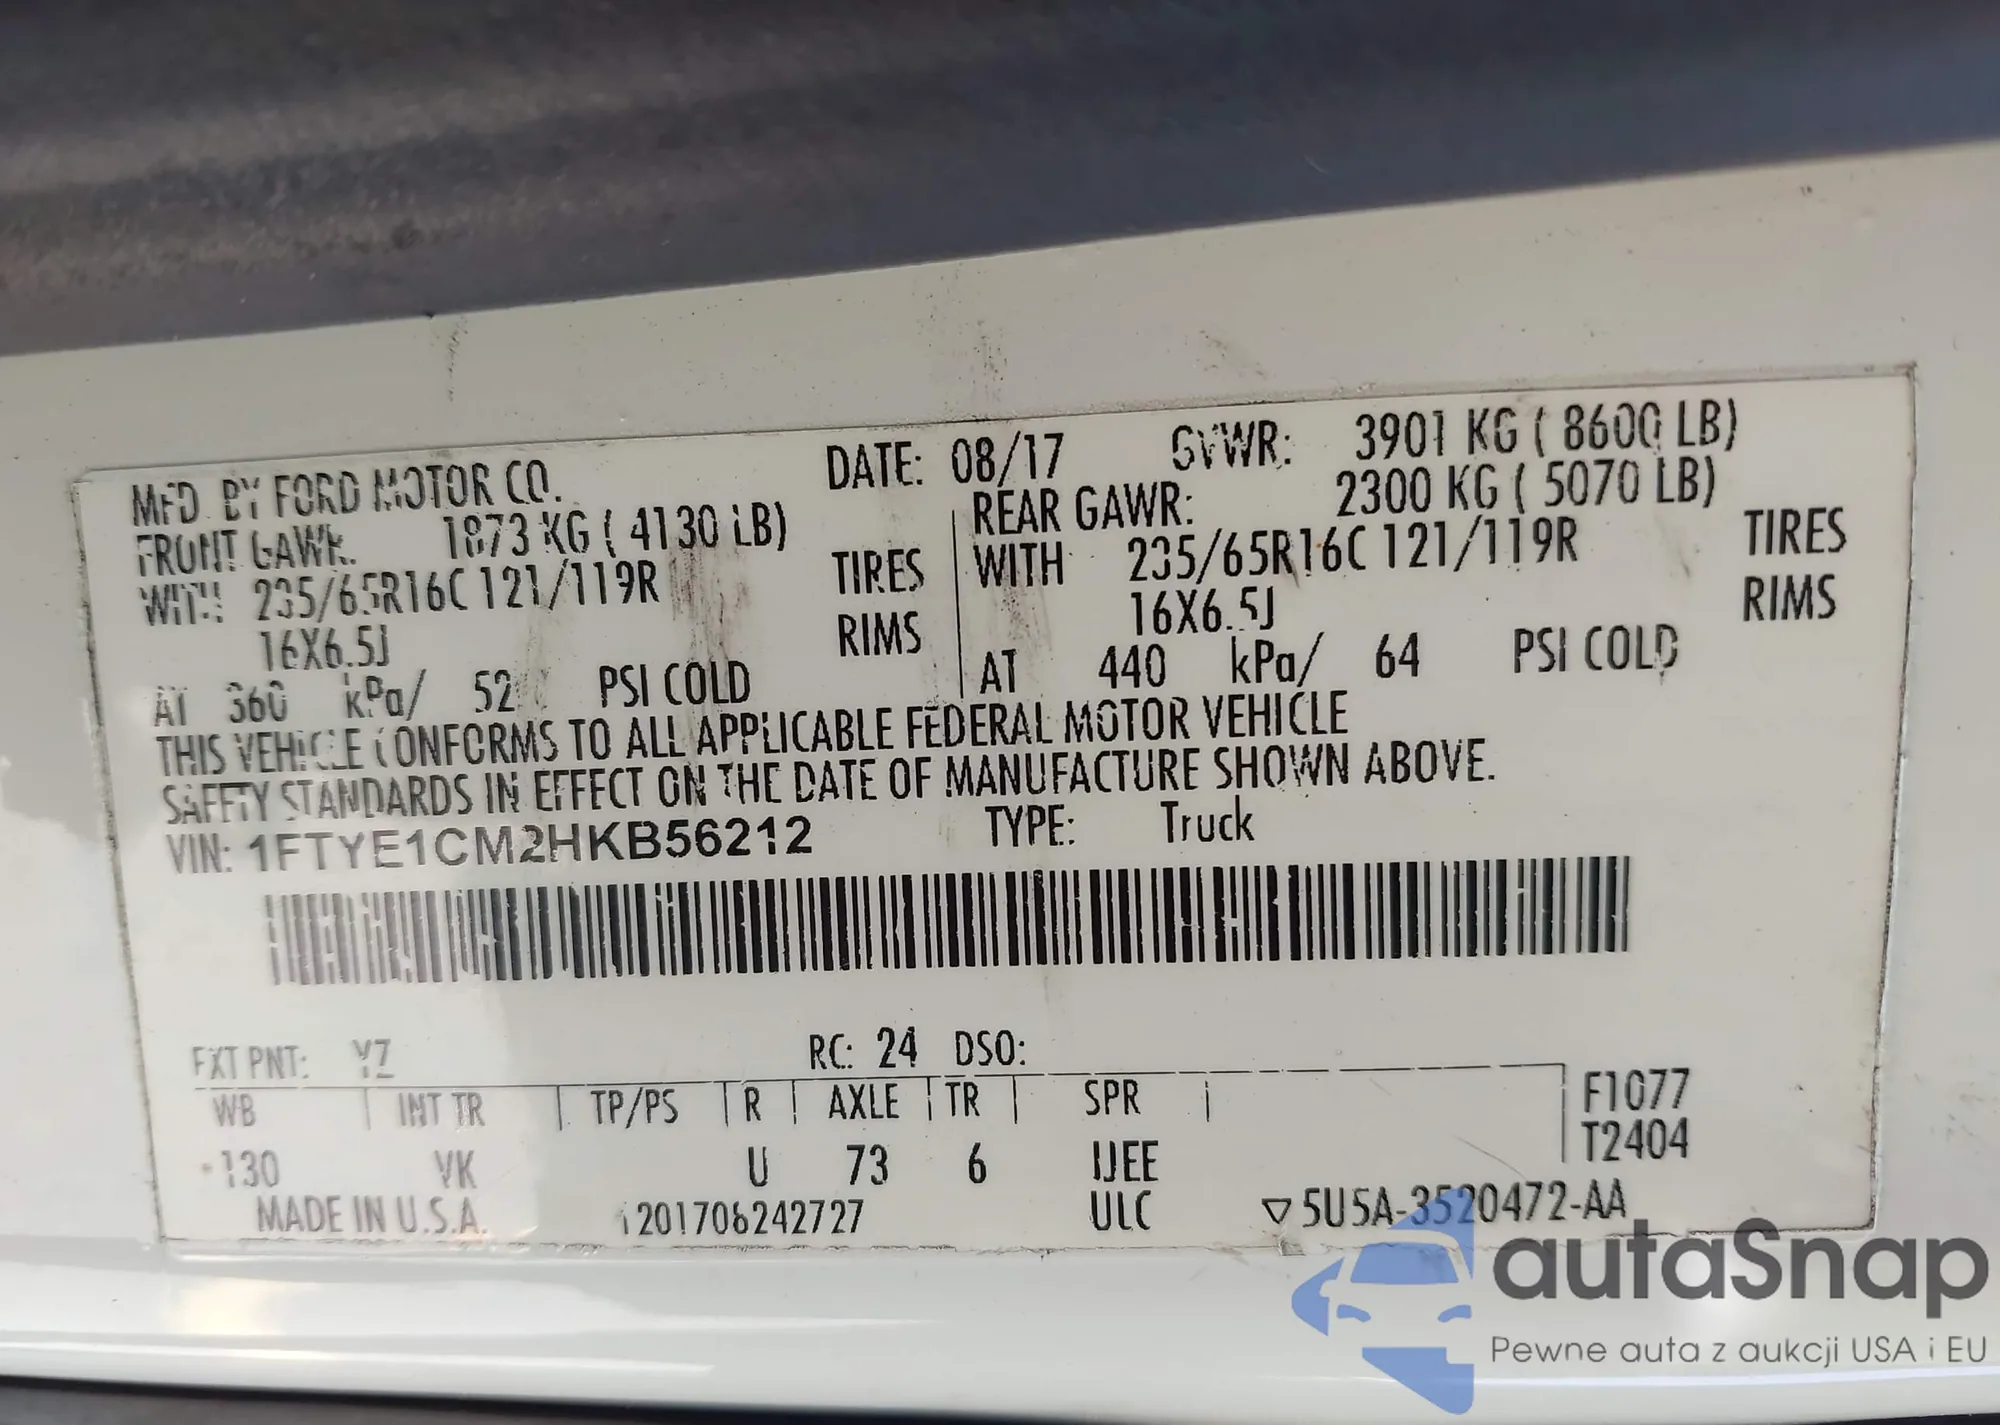 MFD. BY FORD MOTOR CO. DATE: 08/17 GVWR: 3901 KG ( 8600 LB)
FRONT GAWR: 1873 KG ( 4130 LB) REAR GAWR: 2300 KG ( 5070 LB)
WITH 235/65R16C 121/119R TIRES WITH 235/65R16C 121/119R TIRES
16X6.5J RIMS 16X6.5J RIMS
AT 360 kPa/ 52 PSI COLD AT 440 kPa/ 64 PSI COLD
THIS VEHICLE CONFORMS TO ALL APPLICABLE FEDERAL MOTOR VEHICLE
SAFETY STANDARDS IN EFFECT ON THE DATE OF MANUFACTURE SHOWN ABOVE.
VIN: 1FTYE1CM2HKB56212 TYPE: Truck
EXT PNT: YZ RC: 24 DSO:
WB INT TR TP/PS R AXLE TR SPR F1077
T2404
130 VK U 73 6 IJEE
MADE IN U.S.A. 201706242727 ULC ▽5U5A-3520472-AA
autaSnap
Pewne auta z aukcji USA i EU